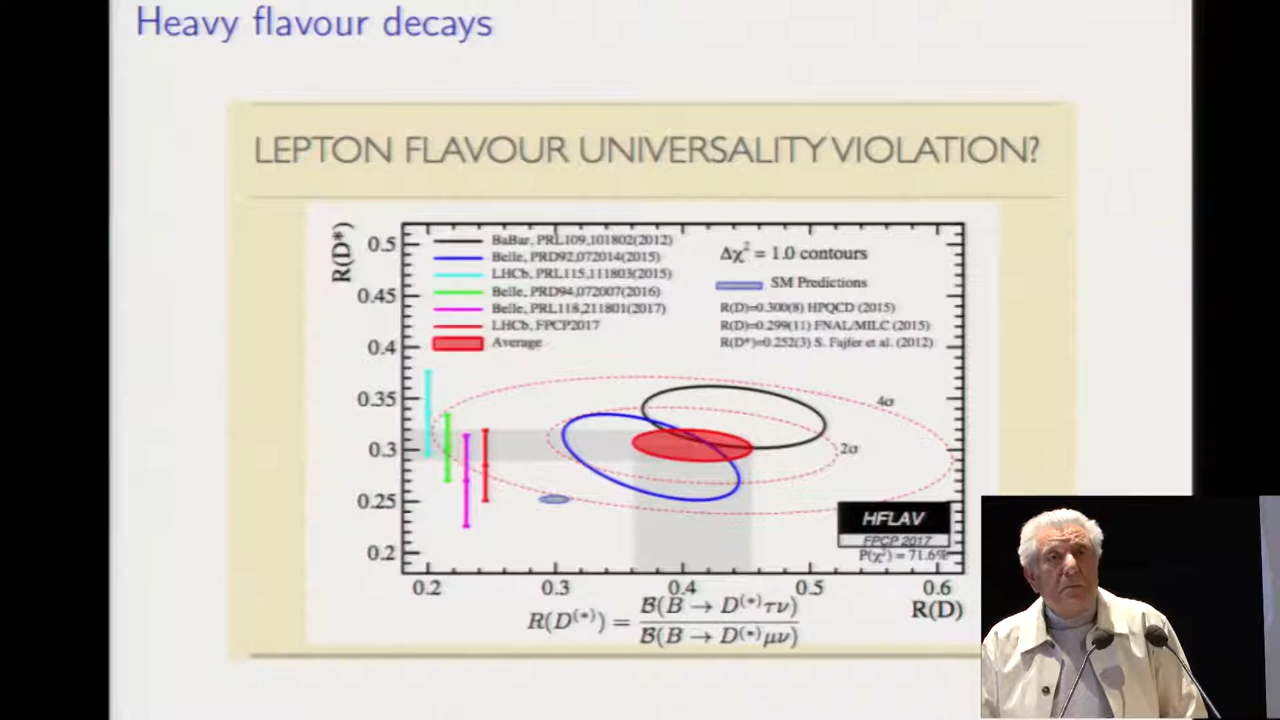 Heavy flavour decays
LEPTON FLAVOUR UNIVERSALITY VIOLATION?
R(D*)
0.5
0.45
0.4
0.35
0.3
0.25
0.2
BaBar, PRL109,101802(2012)
Belle, PRD92,072014(2015)
LHCb, PRL115,111803(2015)
Belle, PRD94,072007(2016)
Belle, PRL118,211801(2017)
LHCb, FPCP2017
Average
Δχ² = 1.0 contours
SM Predictions
R(D)=0.300(8) HPQCD (2015)
R(D)=0.299(11) FNAL/MILC (2015)
R(D*)=0.252(3) S. Fajfer et al. (2012)
4σ
2σ
HFLAV
FPCP 2017
P(χ²) = 71.6%
0.2 0.3 0.4 0.5 0.6
R(D)
R(D(*)) = B(B → D(*)τν) / B(B → D(*)μν)